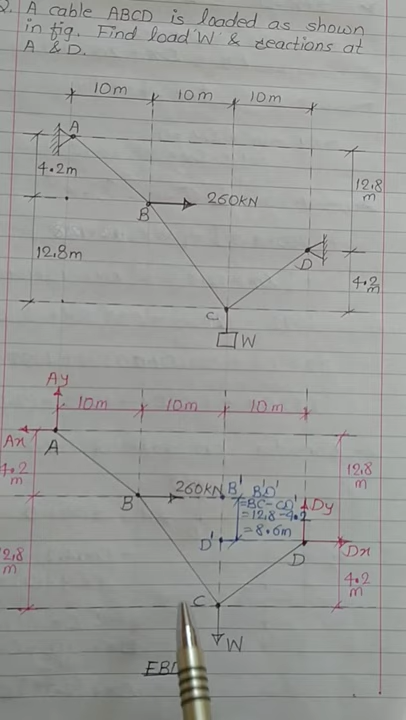 2. A cable ABCD is loaded as shown
in fig. Find load W & reactions at
A & D.
10m 10m 10m
A
4.2m
12.8
m
B 260KN
12.8m
D
4.2
m
C
W
Ay
10m 10m 10m
Ax
A
4.2
m
12.8
m
260KN B' B'D'
B
=BC-CD'
Dy
=12.8-4.2
=8.6m
D'
Dx
12.8
m
D
4.2
m
C
W